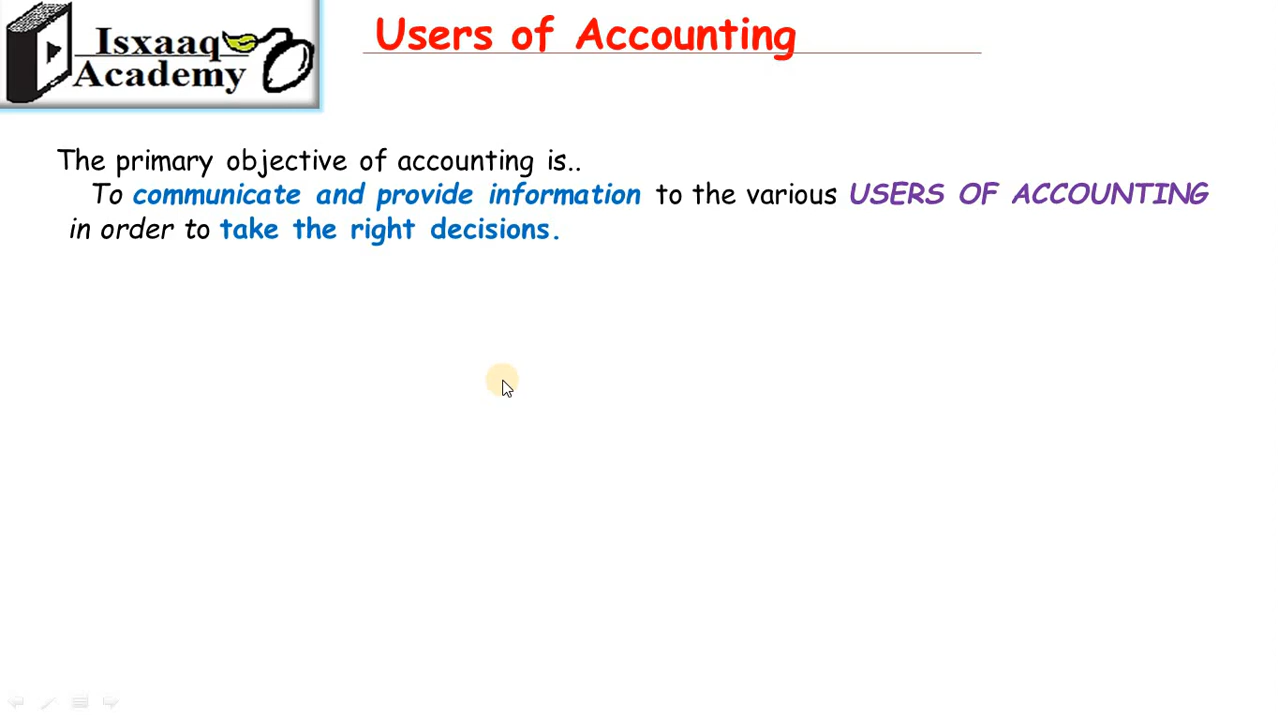 Isxaaq
Academy
Users of Accounting
The primary objective of accounting is..
To communicate and provide information to the various USERS OF ACCOUNTING
in order to take the right decisions.